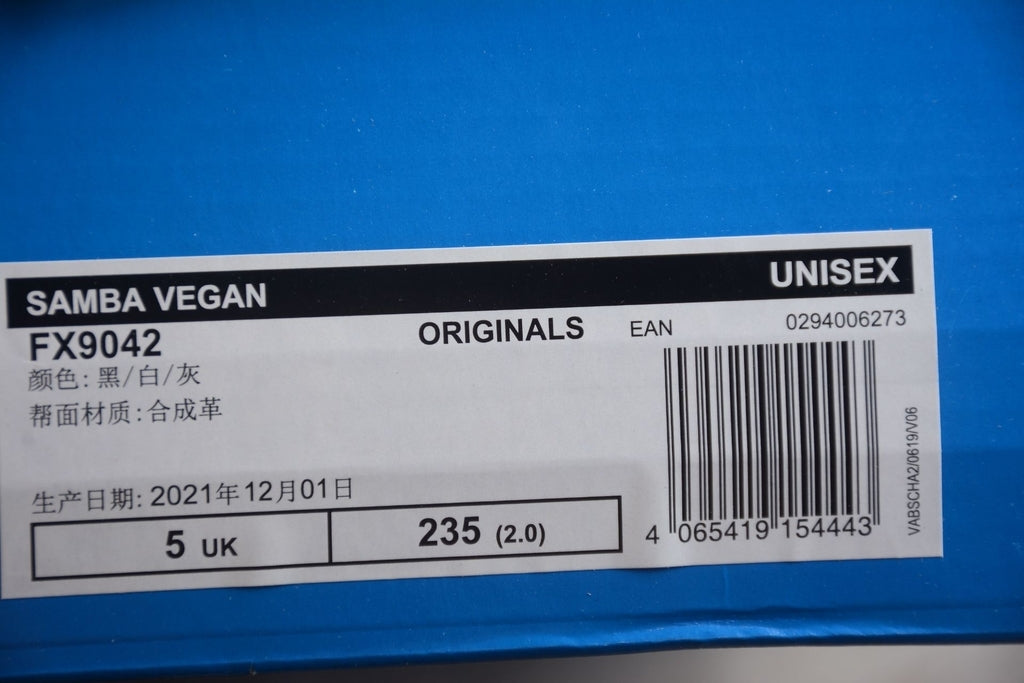 SAMBA VEGAN UNISEX
FX9042 ORIGINALS EAN 0294006273
颜色: 黑/白/灰
帮面材质: 合成革
生产日期: 2021年12月01日
5 UK 235 (2.0)
4 065419 154443
VABSCHA2/0619/V06